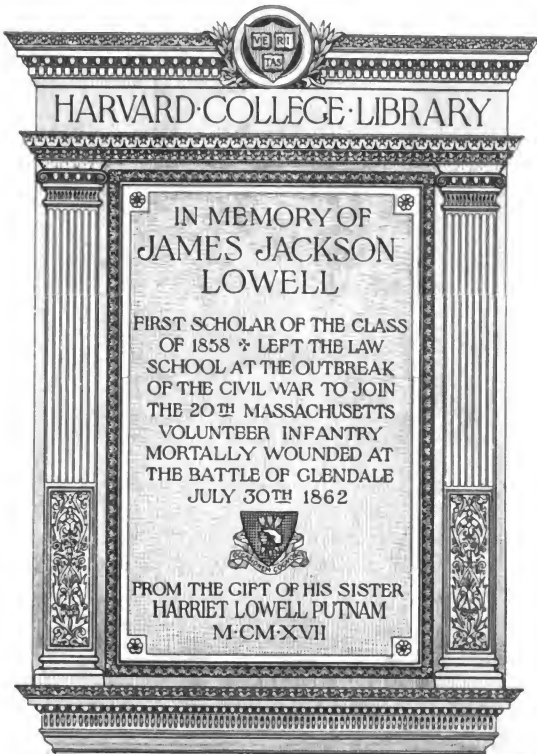 VE RI
TAS
HARVARD·COLLEGE·LIBRARY
IN MEMORY OF
JAMES JACKSON
LOWELL
FIRST SCHOLAR OF THE CLASS
OF 1858 ✣ LEFT THE LAW
SCHOOL AT THE OUTBREAK
OF THE CIVIL WAR TO JOIN
THE 20TH MASSACHUSETTS
VOLUNTEER INFANTRY
MORTALLY WOUNDED AT
THE BATTLE OF GLENDALE
JULY 30TH 1862
FROM THE GIFT OF HIS SISTER
HARRIET LOWELL PUTNAM
M·CM·XVII